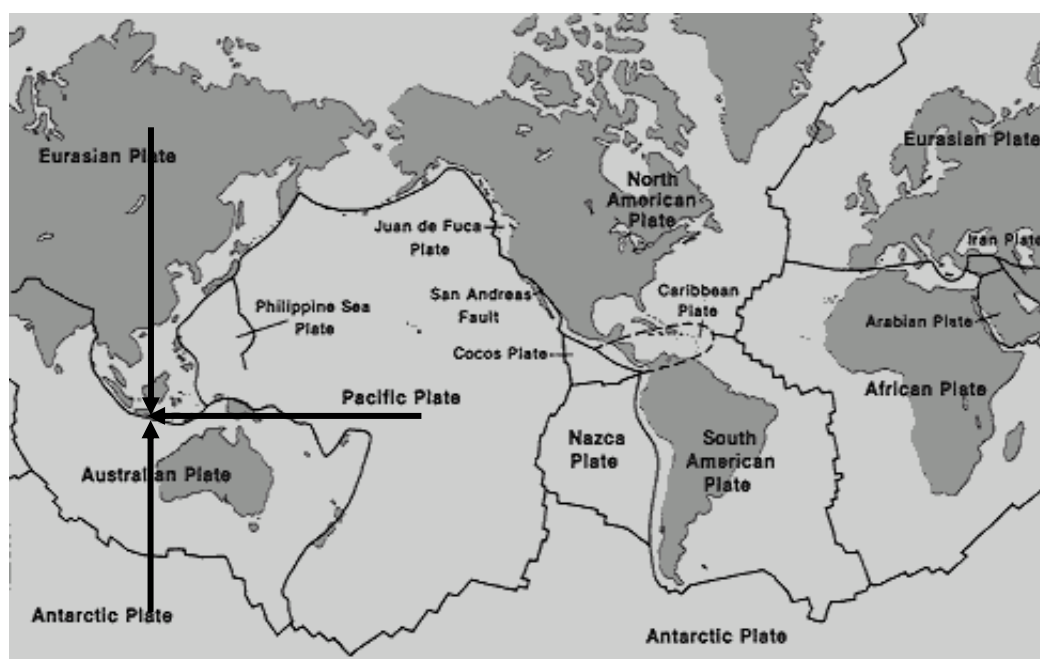 Eurasian Plate
Eurasian Plate
North
American
Plate
Juan de Fuca
Plate
Iran Plate
San Andreas
Fault
Caribbean
Plate
Philippine Sea
Plate
Arabian Plate
Cocos Plate
Pacific Plate
African Plate
Nazca
Plate
South
American
Plate
Australian Plate
Antarctic Plate
Antarctic Plate